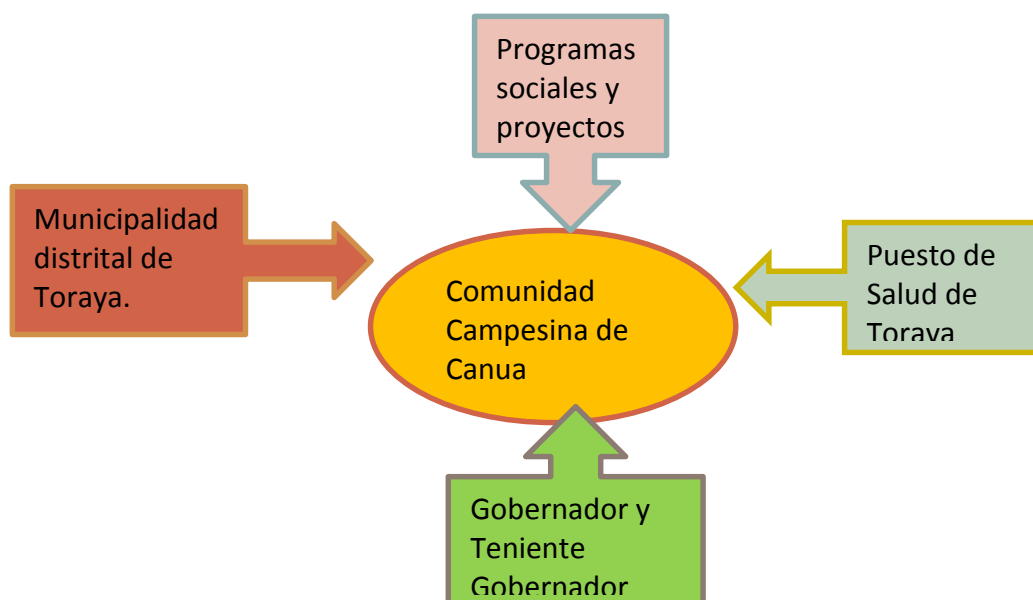 Programas
sociales y
proyectos
Municipalidad
distrital de
Toraya.
Comunidad
Campesina de
Canua
Puesto de
Salud de
Toraya
Gobernador y
Teniente
Gobernador